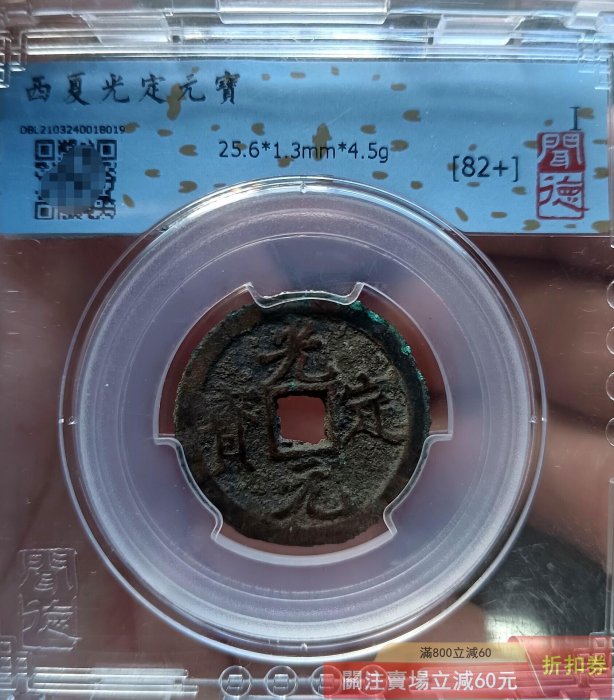 西夏光定元寶
DBL2103240018019
25.6*1.3mm*4.5g
[82+]
I
聞德
光
寶 定
元
聞德
滿800立減60
關注賣場立減60元
折扣券